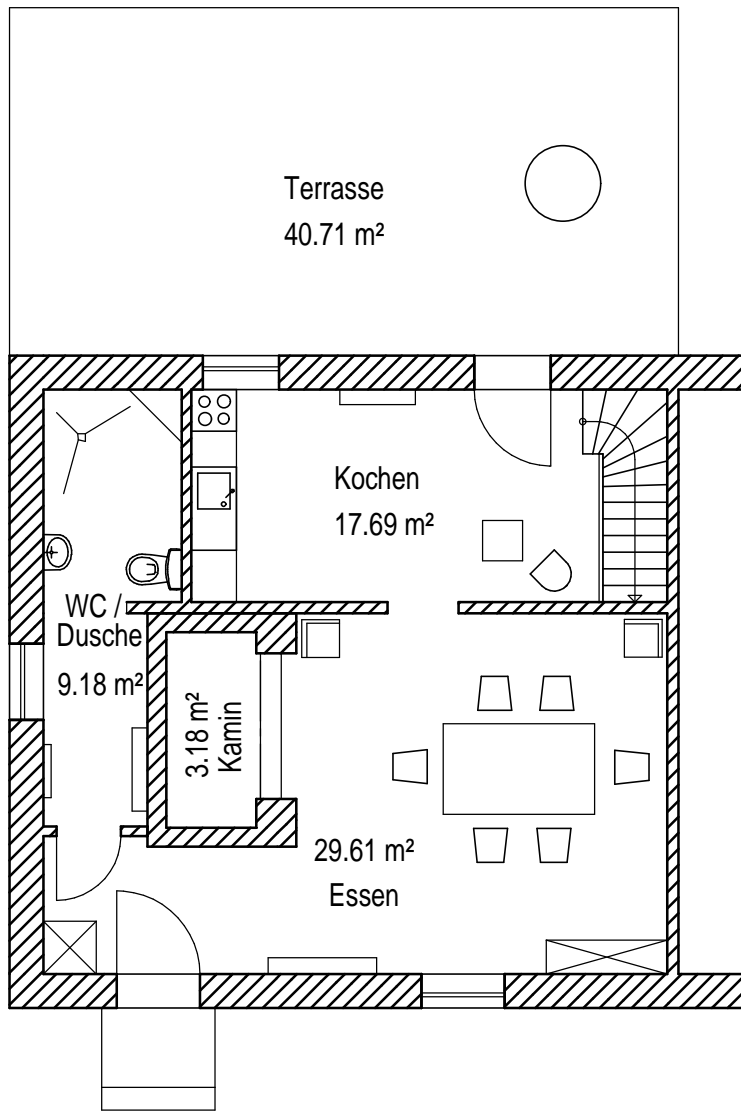 Terrasse
40.71 m²
Kochen
17.69 m²
WC /
Dusche
9.18 m²
3.18 m²
Kamin
29.61 m²
Essen